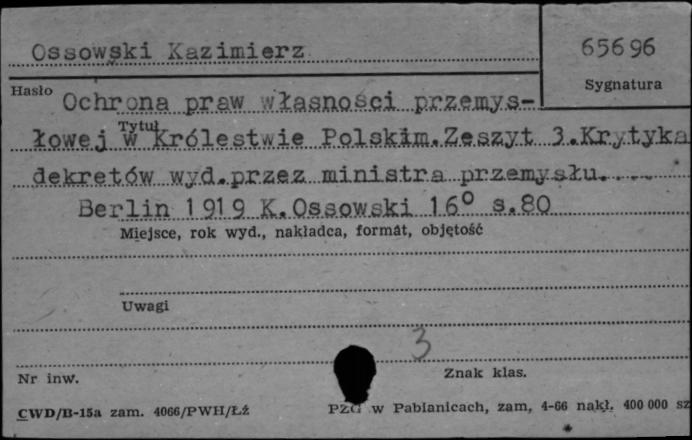 Ossowski Kazimierz
65696
Hasło
Sygnatura
Ochrona praw własności przemys-
Tytuł
łowej w Królestwie Polskim.Zeszyt 3.Krytyka
dekretów wyd.przez ministra przemysłu....
Berlin 1919 K.Ossowski 16° s.80
Miejsce, rok wyd., nakładca, format, objętość
Uwagi
3
Nr inw.
Znak klas.
CWD/B-15a zam. 4066/PWH/Łź
PZG w Pabianicach, zam, 4-66 nakł. 400 000 sz